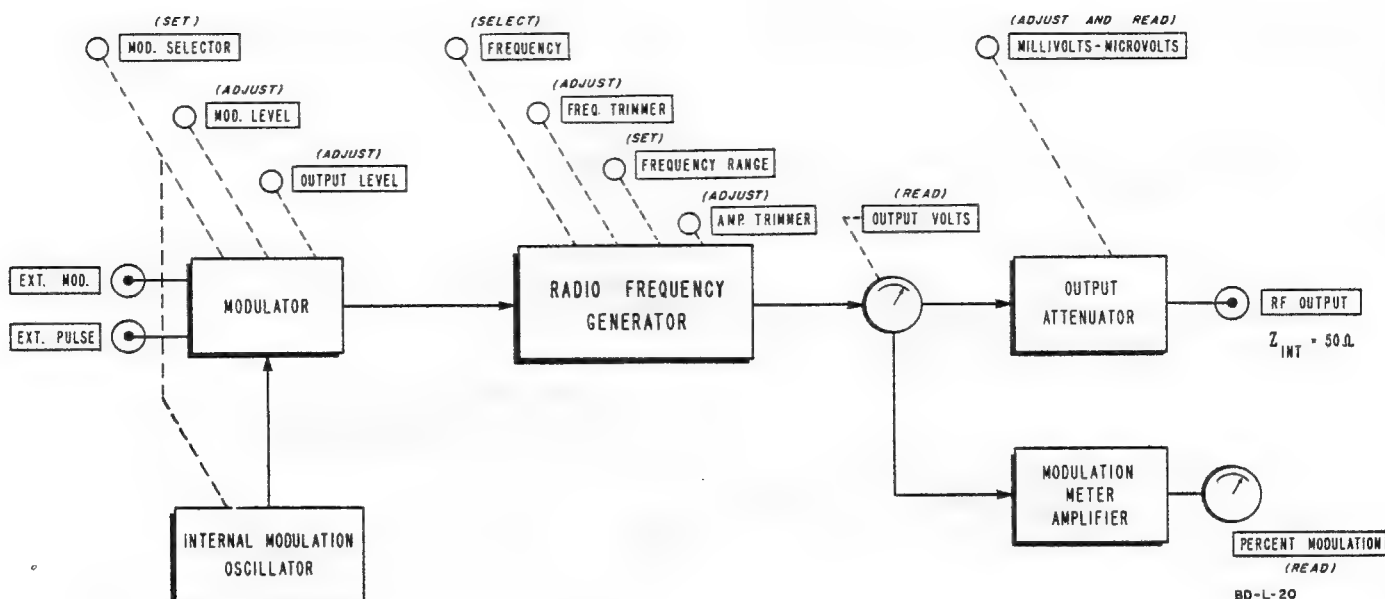 (SET)
MOD. SELECTOR
(ADJUST)
MOD. LEVEL
(ADJUST)
OUTPUT LEVEL
(SELECT)
FREQUENCY
(ADJUST)
FREQ. TRIMMER
(SET)
FREQUENCY RANGE
(ADJUST)
AMP. TRIMMER
(READ)
OUTPUT VOLTS
(ADJUST AND READ)
MILLIVOLTS-MICROVOLTS
EXT. MOD.
EXT. PULSE
MODULATOR
RADIO FREQUENCY
GENERATOR
OUTPUT
ATTENUATOR
RF OUTPUT
Z INT = 50Ω
INTERNAL MODULATION
OSCILLATOR
MODULATION
METER
AMPLIFIER
PERCENT MODULATION
(READ)
BD-L-20